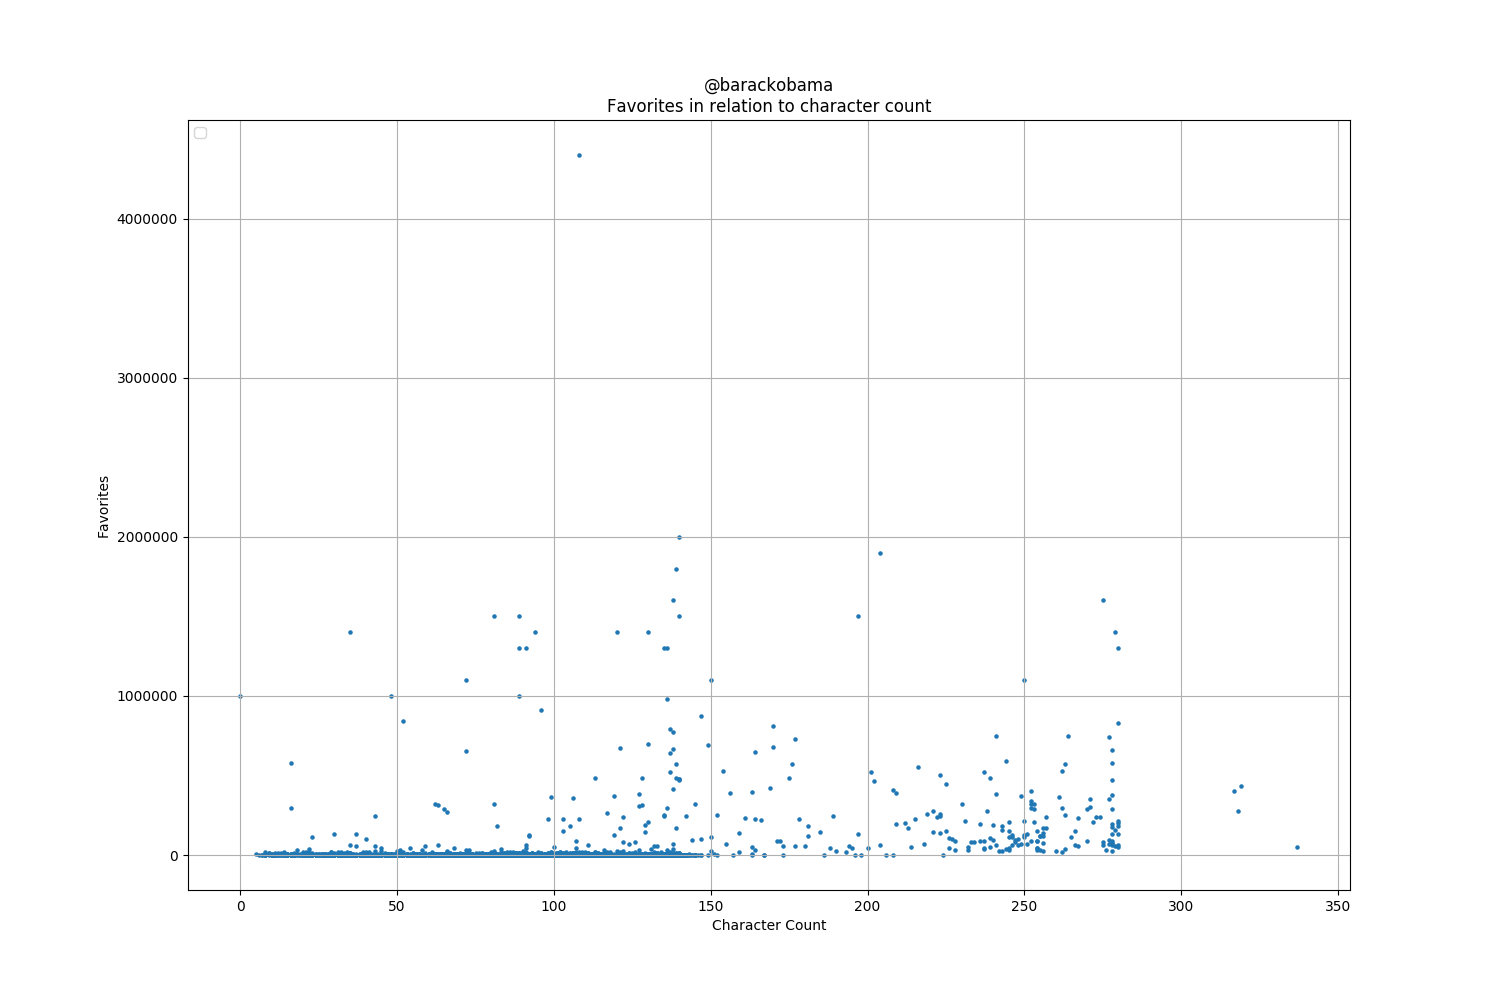 @barackobama
Favorites in relation to character count
4000000
3000000
2000000
1000000
0
Favorites
0 50 100 150 200 250 300 350
Character Count